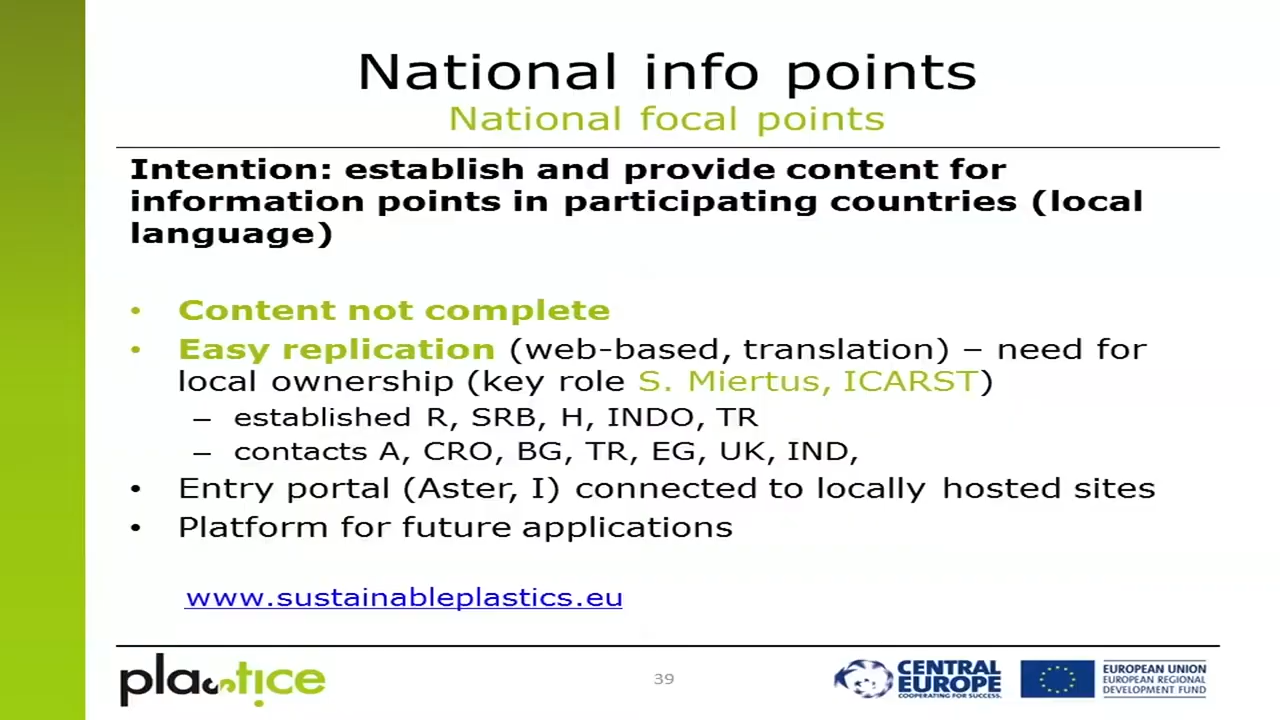 National info points
National focal points
Intention: establish and provide content for
information points in participating countries (local
language)
• Content not complete
• Easy replication (web-based, translation) – need for
local ownership (key role S. Miertus, ICARST)
– established R, SRB, H, INDO, TR
– contacts A, CRO, BG, TR, EG, UK, IND,
• Entry portal (Aster, I) connected to locally hosted sites
• Platform for future applications
www.sustainableplastics.eu
plastice
39
CENTRAL
EUROPE
COOPERATING FOR SUCCESS.
EUROPEAN UNION
EUROPEAN REGIONAL
DEVELOPMENT FUND